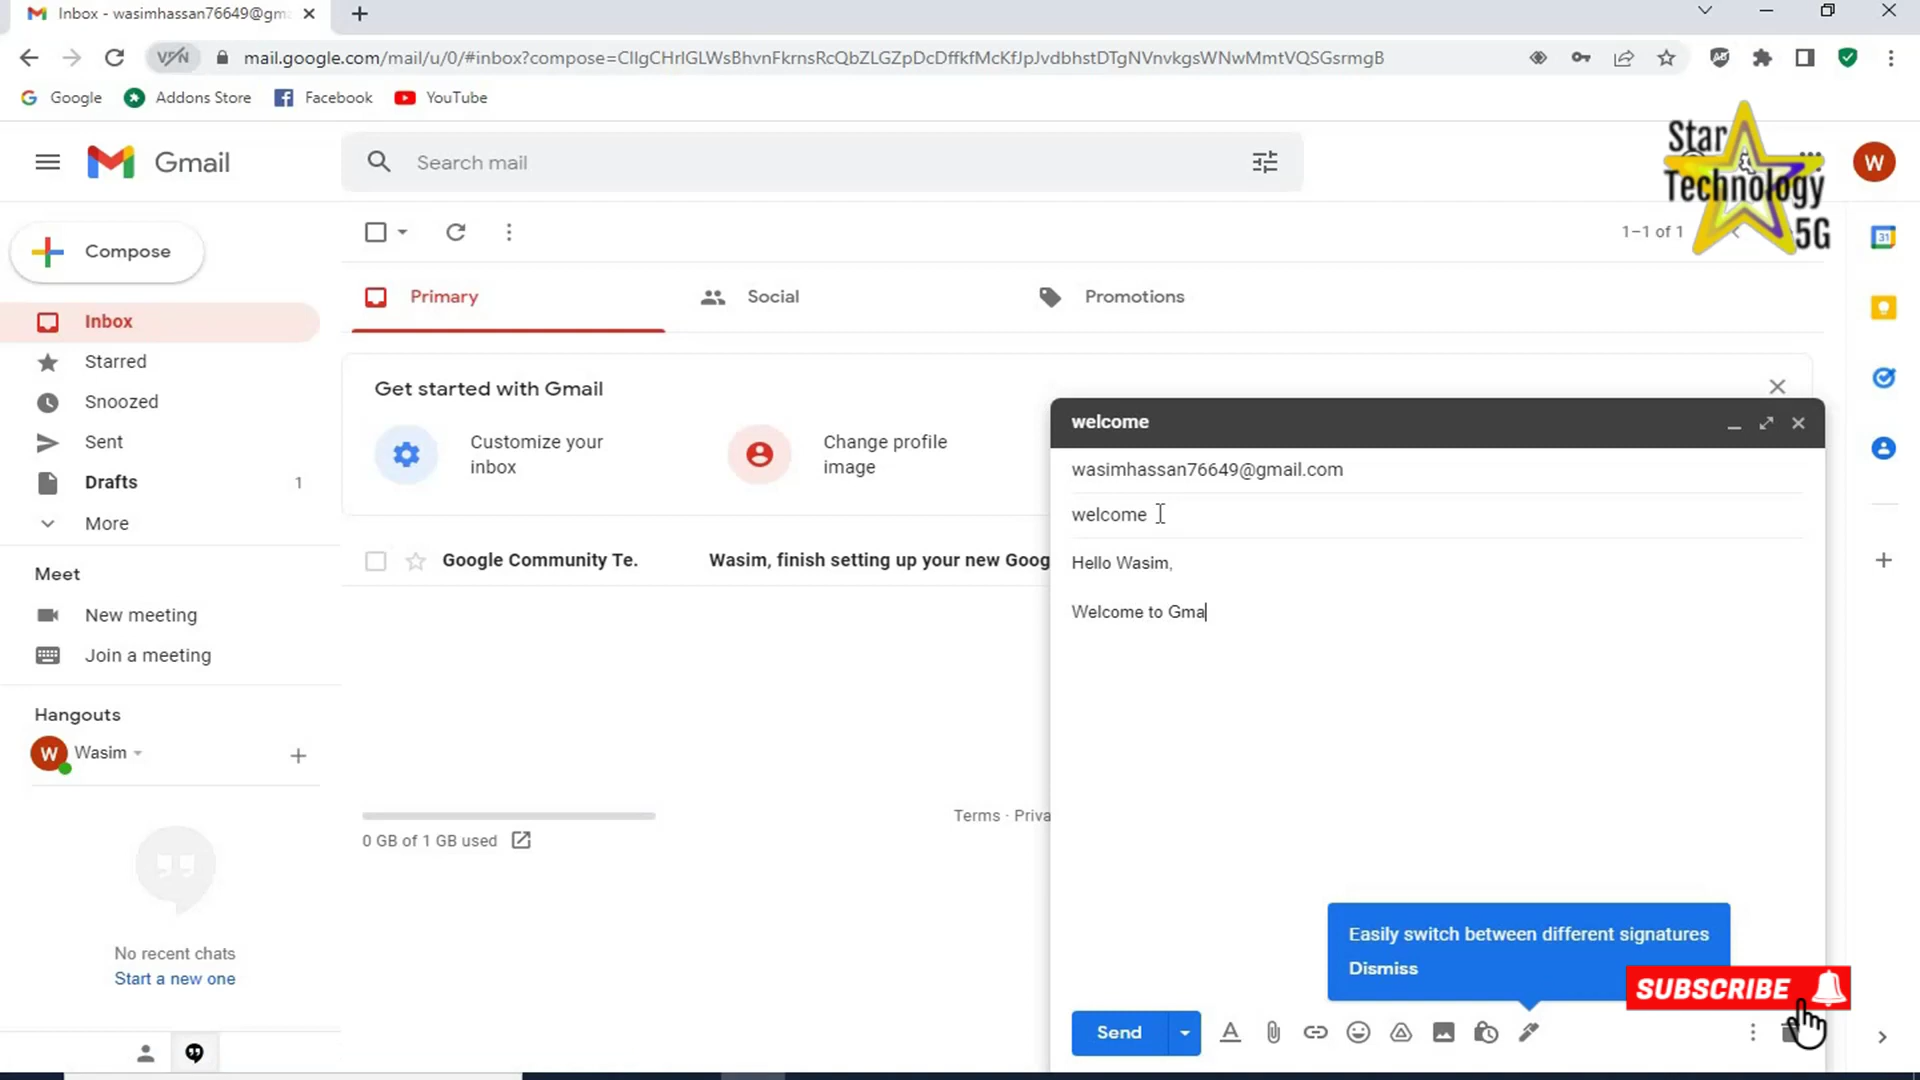 Inbox - wasimhassan76649@gm
VPN
mail.google.com/mail/u/0/#inbox?compose=CllgCHrlGLWsBhvnFkrnsRcQbZLGZpDcDffkfMcKfJpJvdbhstDTgNVnvkgsWNwMmtVQSGsrmgB
Google Addons Store Facebook YouTube
Gmail
Search mail
Star
Technology
5G
W
Compose
1–1 of 1
31
Primary Social Promotions
Inbox
Starred
Snoozed
Sent
Drafts 1
More
Get started with Gmail
Customize your
inbox
Change profile
image
Google Community Te. Wasim, finish setting up your new Goog
welcome
wasimhassan76649@gmail.com
welcome
Hello Wasim,
Welcome to Gma
Meet
New meeting
Join a meeting
Hangouts
W Wasim
No recent chats
Start a new one
Terms · Priva
0 GB of 1 GB used
Easily switch between different signatures
Dismiss
SUBSCRIBE
Send